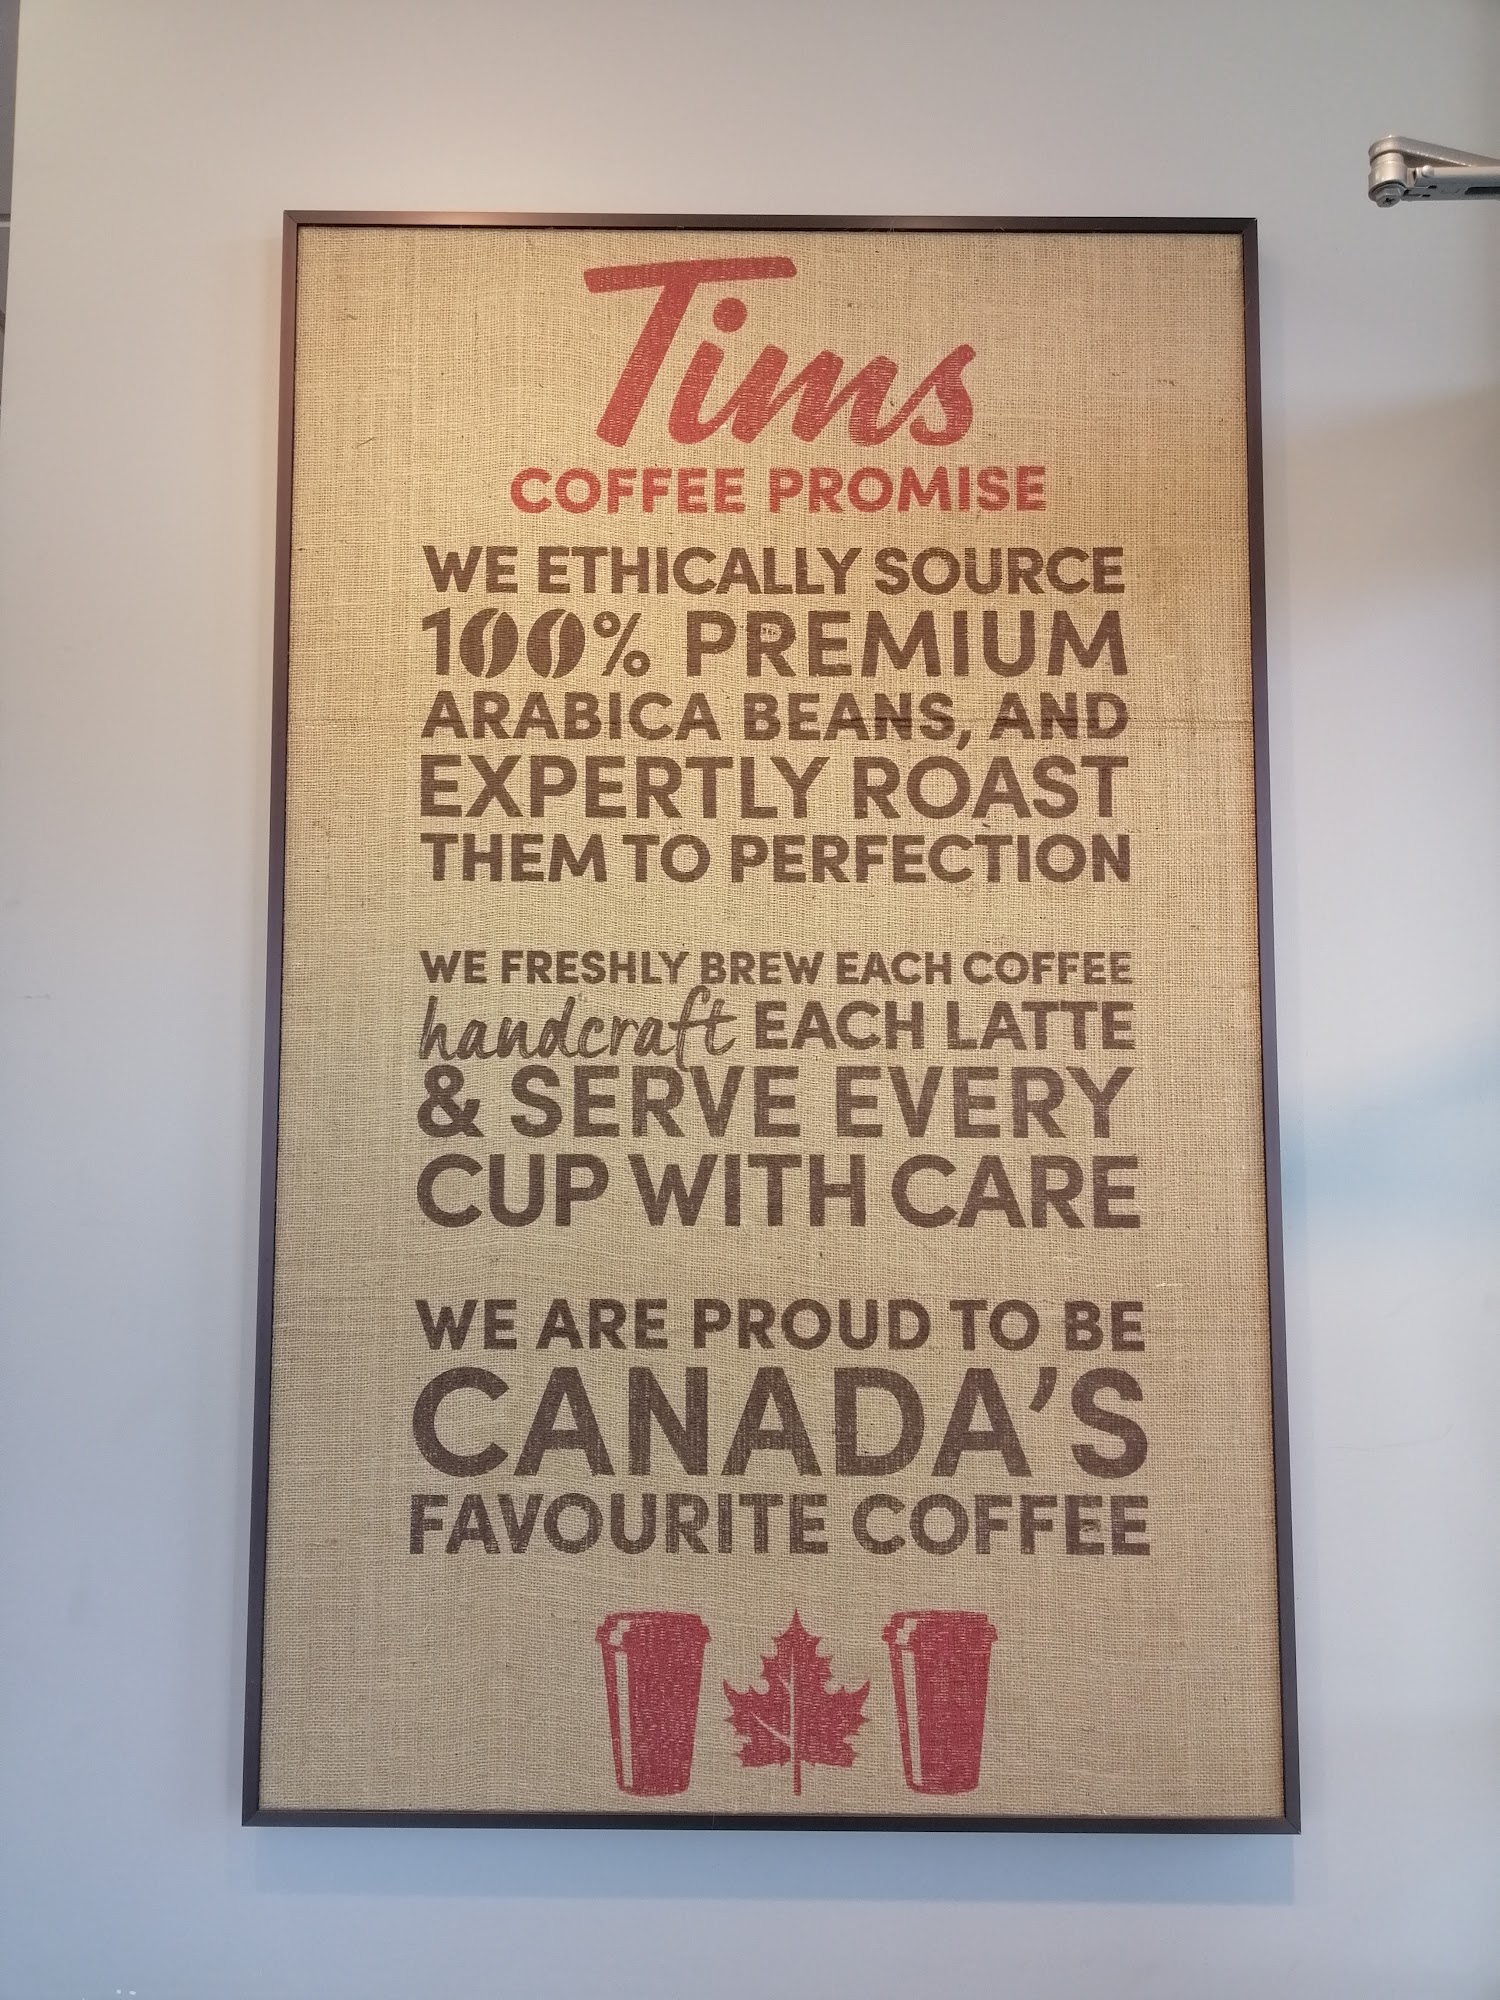 Tims
COFFEE PROMISE
WE ETHICALLY SOURCE
100% PREMIUM
ARABICA BEANS, AND
EXPERTLY ROAST
THEM TO PERFECTION
WE FRESHLY BREW EACH COFFEE
handcraft EACH LATTE
& SERVE EVERY
CUP WITH CARE
WE ARE PROUD TO BE
CANADA'S
FAVOURITE COFFEE